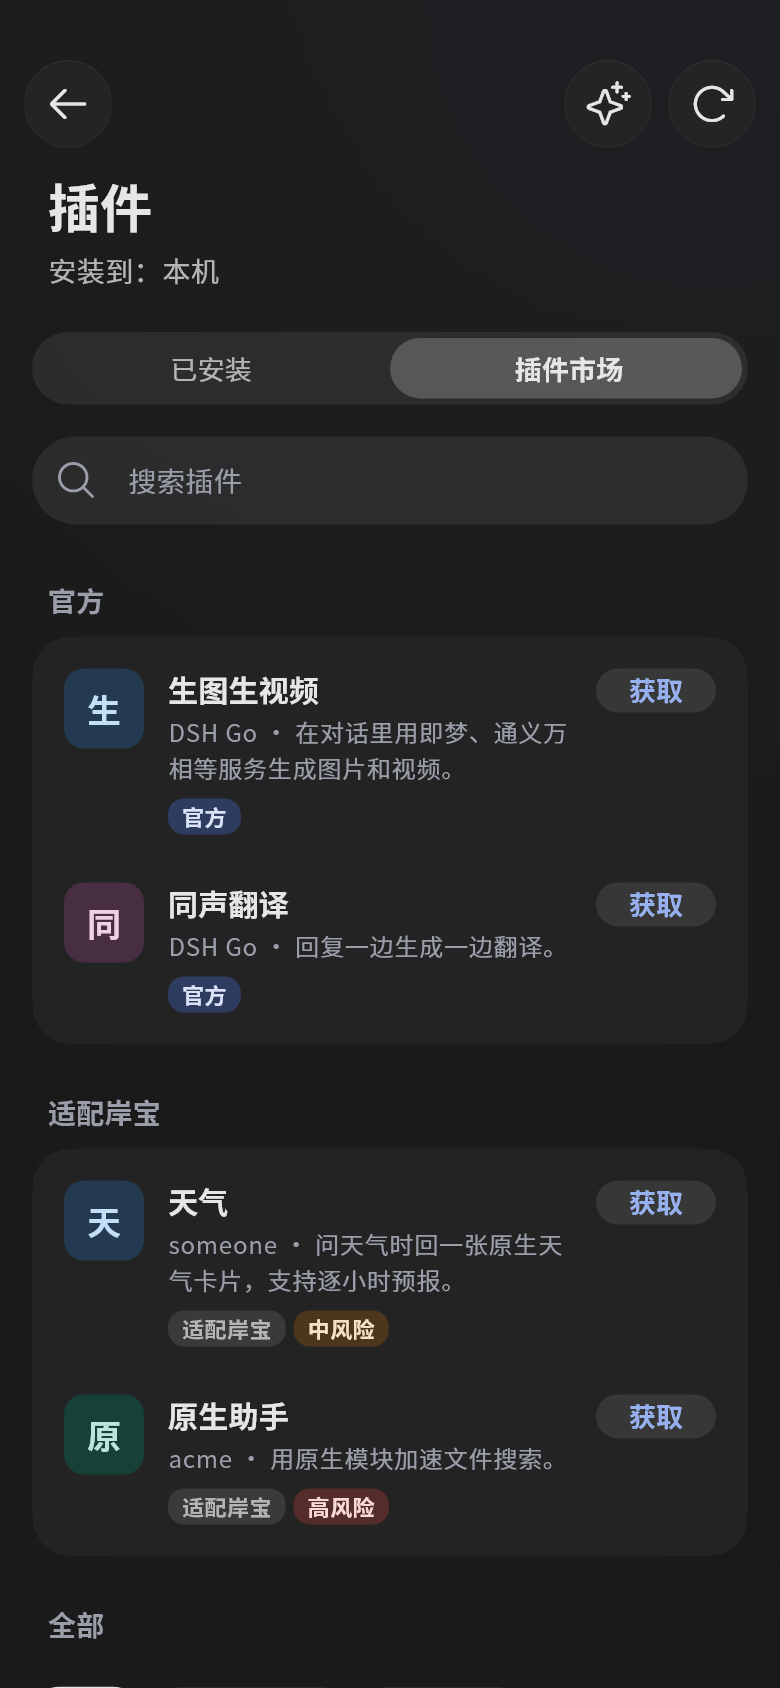 插件
安装到：本机
已安装
插件市场
搜索插件
官方
生
生图生视频
获取
DSH Go · 在对话里用即梦、通义万
相等服务生成图片和视频。
官方
同
同声翻译
获取
DSH Go · 回复一边生成一边翻译。
官方
适配岸宝
天
天气
获取
someone · 问天气时回一张原生天
气卡片，支持逐小时预报。
适配岸宝
中风险
原
原生助手
获取
acme · 用原生模块加速文件搜索。
适配岸宝
高风险
全部